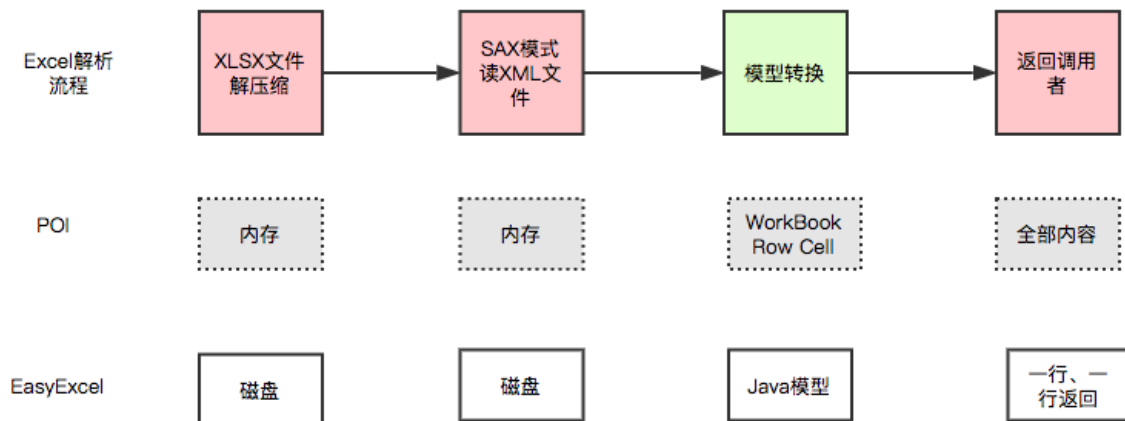 Excel解析
流程
XLSX文件
解压缩
SAX模式
读XML文
件
模型转换
返回调用
者
POI
内存
内存
WorkBook
Row Cell
全部内容
EasyExcel
磁盘
磁盘
Java模型
一行、一
行返回